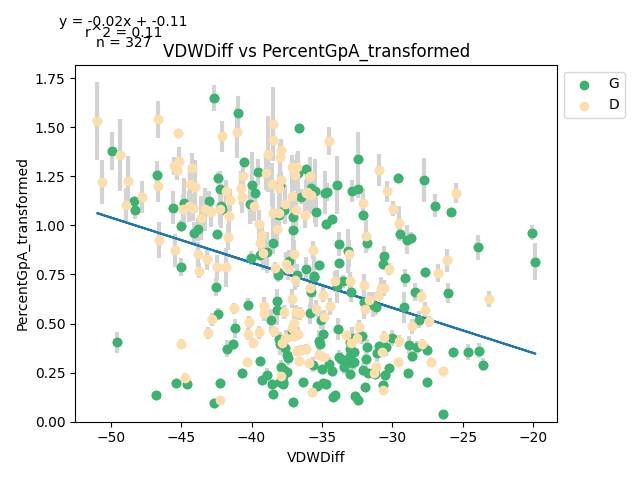 y = -0.02x + -0.11
r^2 = 0.11
n = 327
VDWDiff vs PercentGpA_transformed
G
D
1.75
1.50
1.25
1.00
0.75
0.50
0.25
0.00
PercentGpA_transformed
−50
−45
−40
−35
−30
−25
−20
VDWDiff